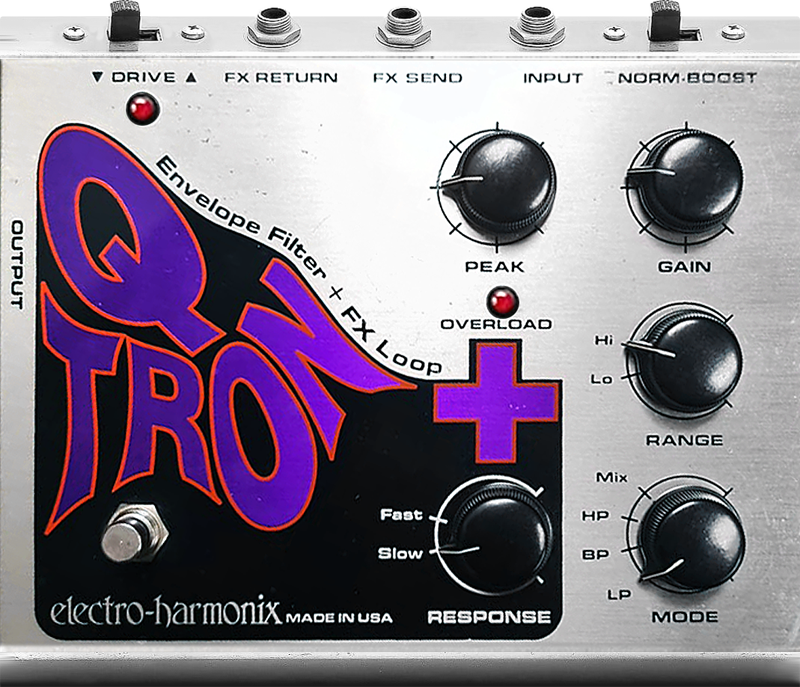 ▼ DRIVE ▲
FX RETURN
FX SEND
INPUT
NORM-BOOST
OUTPUT
Envelope Filter + FX Loop
Q
TRON
+
PEAK
GAIN
OVERLOAD
Hi
Lo
RANGE
Mix
HP
BP
LP
MODE
Fast
Slow
RESPONSE
electro-harmonix MADE IN USA